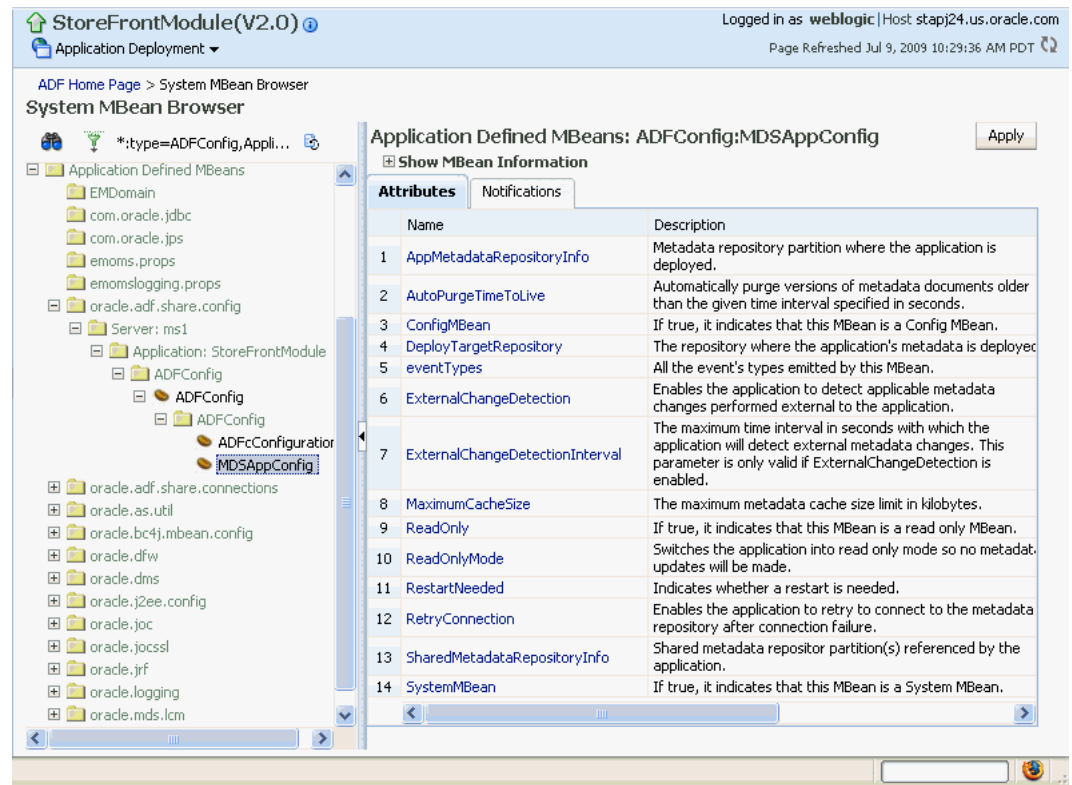 StoreFrontModule(V2.0)
Logged in as weblogic|Host stapj24.us.oracle.com
Application Deployment
Page Refreshed Jul 9, 2009 10:29:36 AM PDT
ADF Home Page > System MBean Browser
System MBean Browser
*:type=ADFConfig,Appli...
Application Defined MBeans
EMDomain
com.oracle.jdbc
com.oracle.jps
emoms.props
emomslogging.props
oracle.adf.share.config
Server: ms1
Application: StoreFrontModule
ADFConfig
ADFConfig
ADFConfig
ADFcConfiguration
MDSAppConfig
oracle.adf.share.connections
oracle.as.util
oracle.bc4j.mbean.config
oracle.dfw
oracle.dms
oracle.j2ee.config
oracle.joc
oracle.jocssl
oracle.jrf
oracle.logging
oracle.mds.lcm
Application Defined MBeans: ADFConfig:MDSAppConfig
Apply
Show MBean Information
Attributes
Notifications
Name Description
1 AppMetadataRepositoryInfo Metadata repository partition where the application is
deployed.
2 AutoPurgeTimeToLive Automatically purge versions of metadata documents older
than the given time interval specified in seconds.
3 ConfigMBean If true, it indicates that this MBean is a Config MBean.
4 DeployTargetRepository The repository where the application's metadata is deployed
5 eventTypes All the event's types emitted by this MBean.
6 ExternalChangeDetection Enables the application to detect applicable metadata
changes performed external to the application.
7 ExternalChangeDetectionInterval The maximum time interval in seconds with which the
application will detect external metadata changes. This
parameter is only valid if ExternalChangeDetection is
enabled.
8 MaximumCacheSize The maximum metadata cache size limit in kilobytes.
9 ReadOnly If true, it indicates that this MBean is a read only MBean.
10 ReadOnlyMode Switches the application into read only mode so no metadat
updates will be made.
11 RestartNeeded Indicates whether a restart is needed.
12 RetryConnection Enables the application to retry to connect to the metadata
repository after connection failure.
13 SharedMetadataRepositoryInfo Shared metadata repositor partition(s) referenced by the
application.
14 SystemMBean If true, it indicates that this MBean is a System MBean.